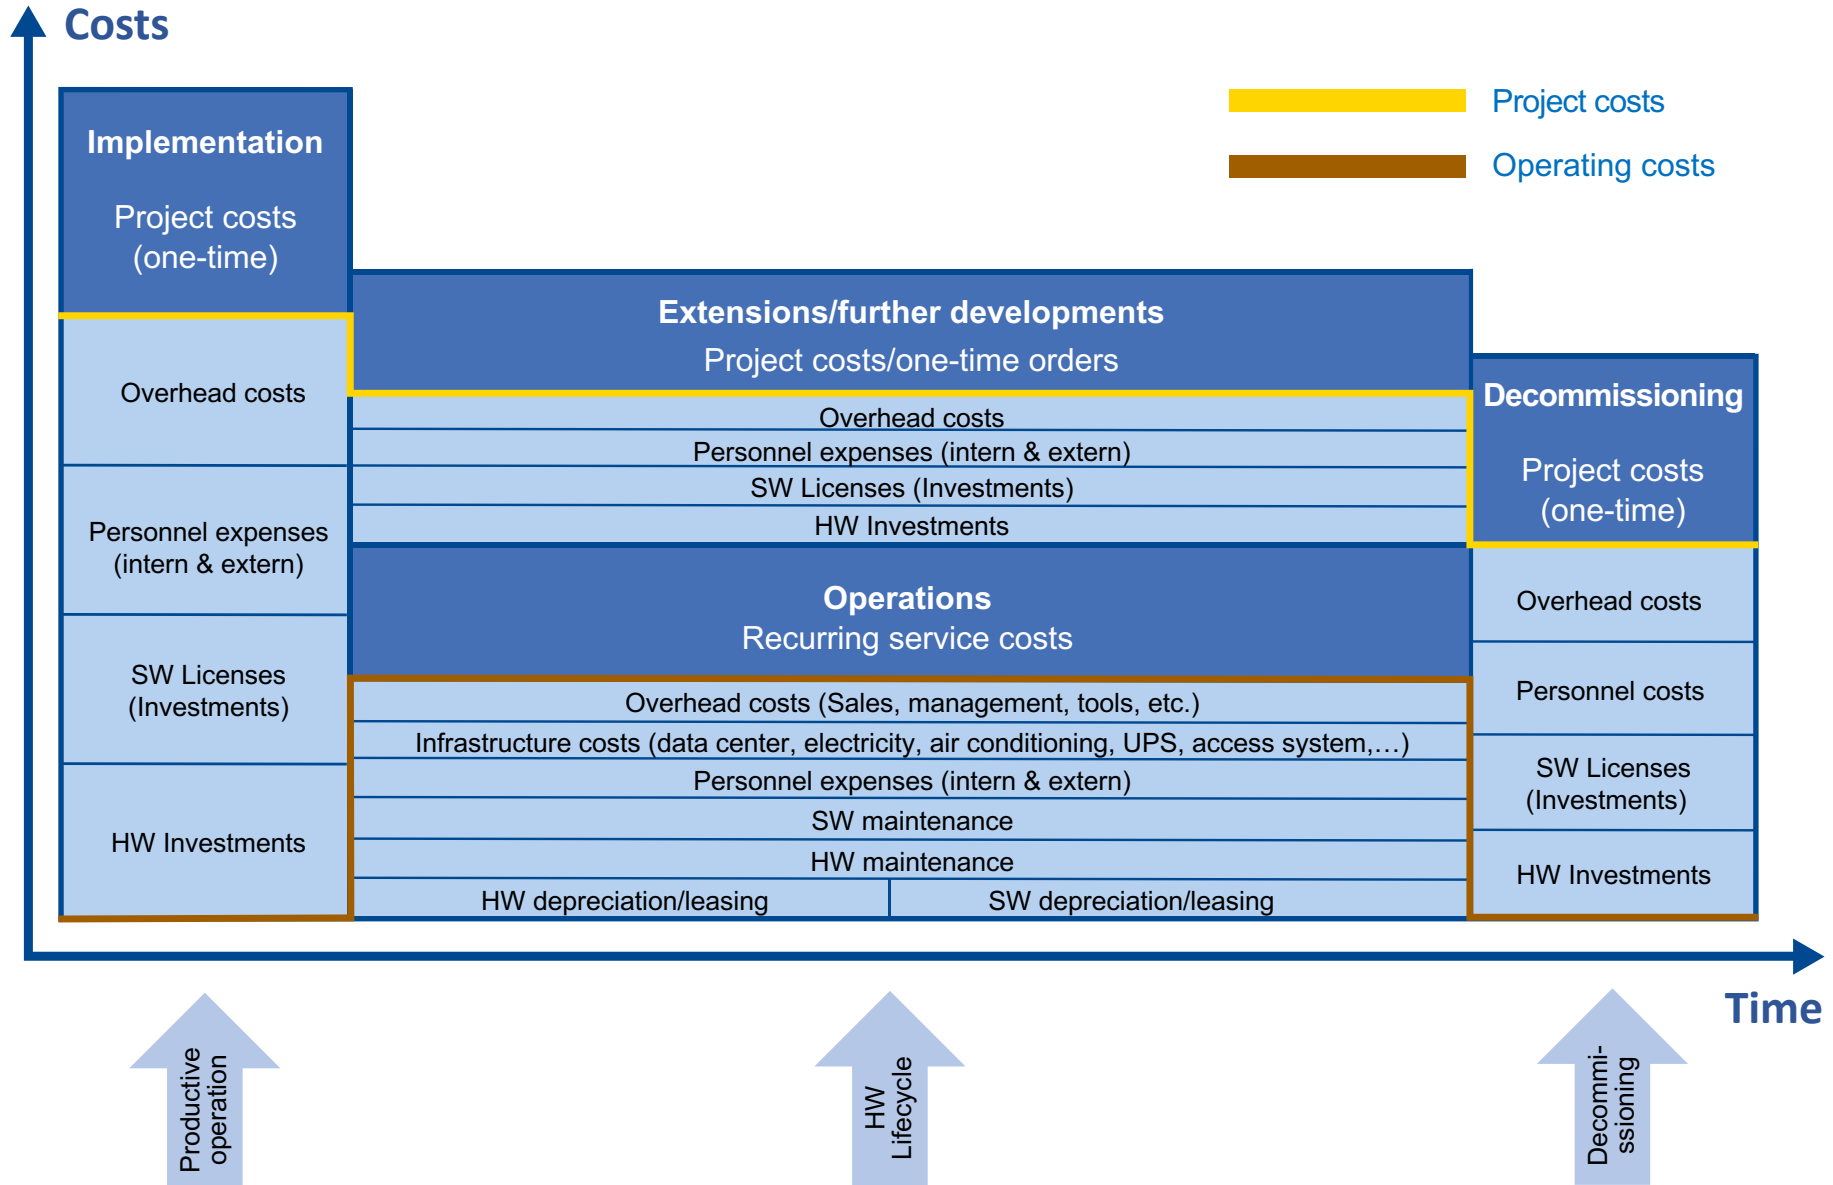 Costs
Project costs
Operating costs
Implementation
Project costs
(one-time)
Overhead costs
Personnel expenses
(intern & extern)
SW Licenses
(Investments)
HW Investments
Extensions/further developments
Project costs/one-time orders
Overhead costs
Personnel expenses (intern & extern)
SW Licenses (Investments)
HW Investments
Operations
Recurring service costs
Overhead costs (Sales, management, tools, etc.)
Infrastructure costs (data center, electricity, air conditioning, UPS, access system,…)
Personnel expenses (intern & extern)
SW maintenance
HW maintenance
HW depreciation/leasing
SW depreciation/leasing
Decommissioning
Project costs
(one-time)
Overhead costs
Personnel costs
SW Licenses
(Investments)
HW Investments
Time
Productive
operation
HW
Lifecycle
Decommi-
ssioning